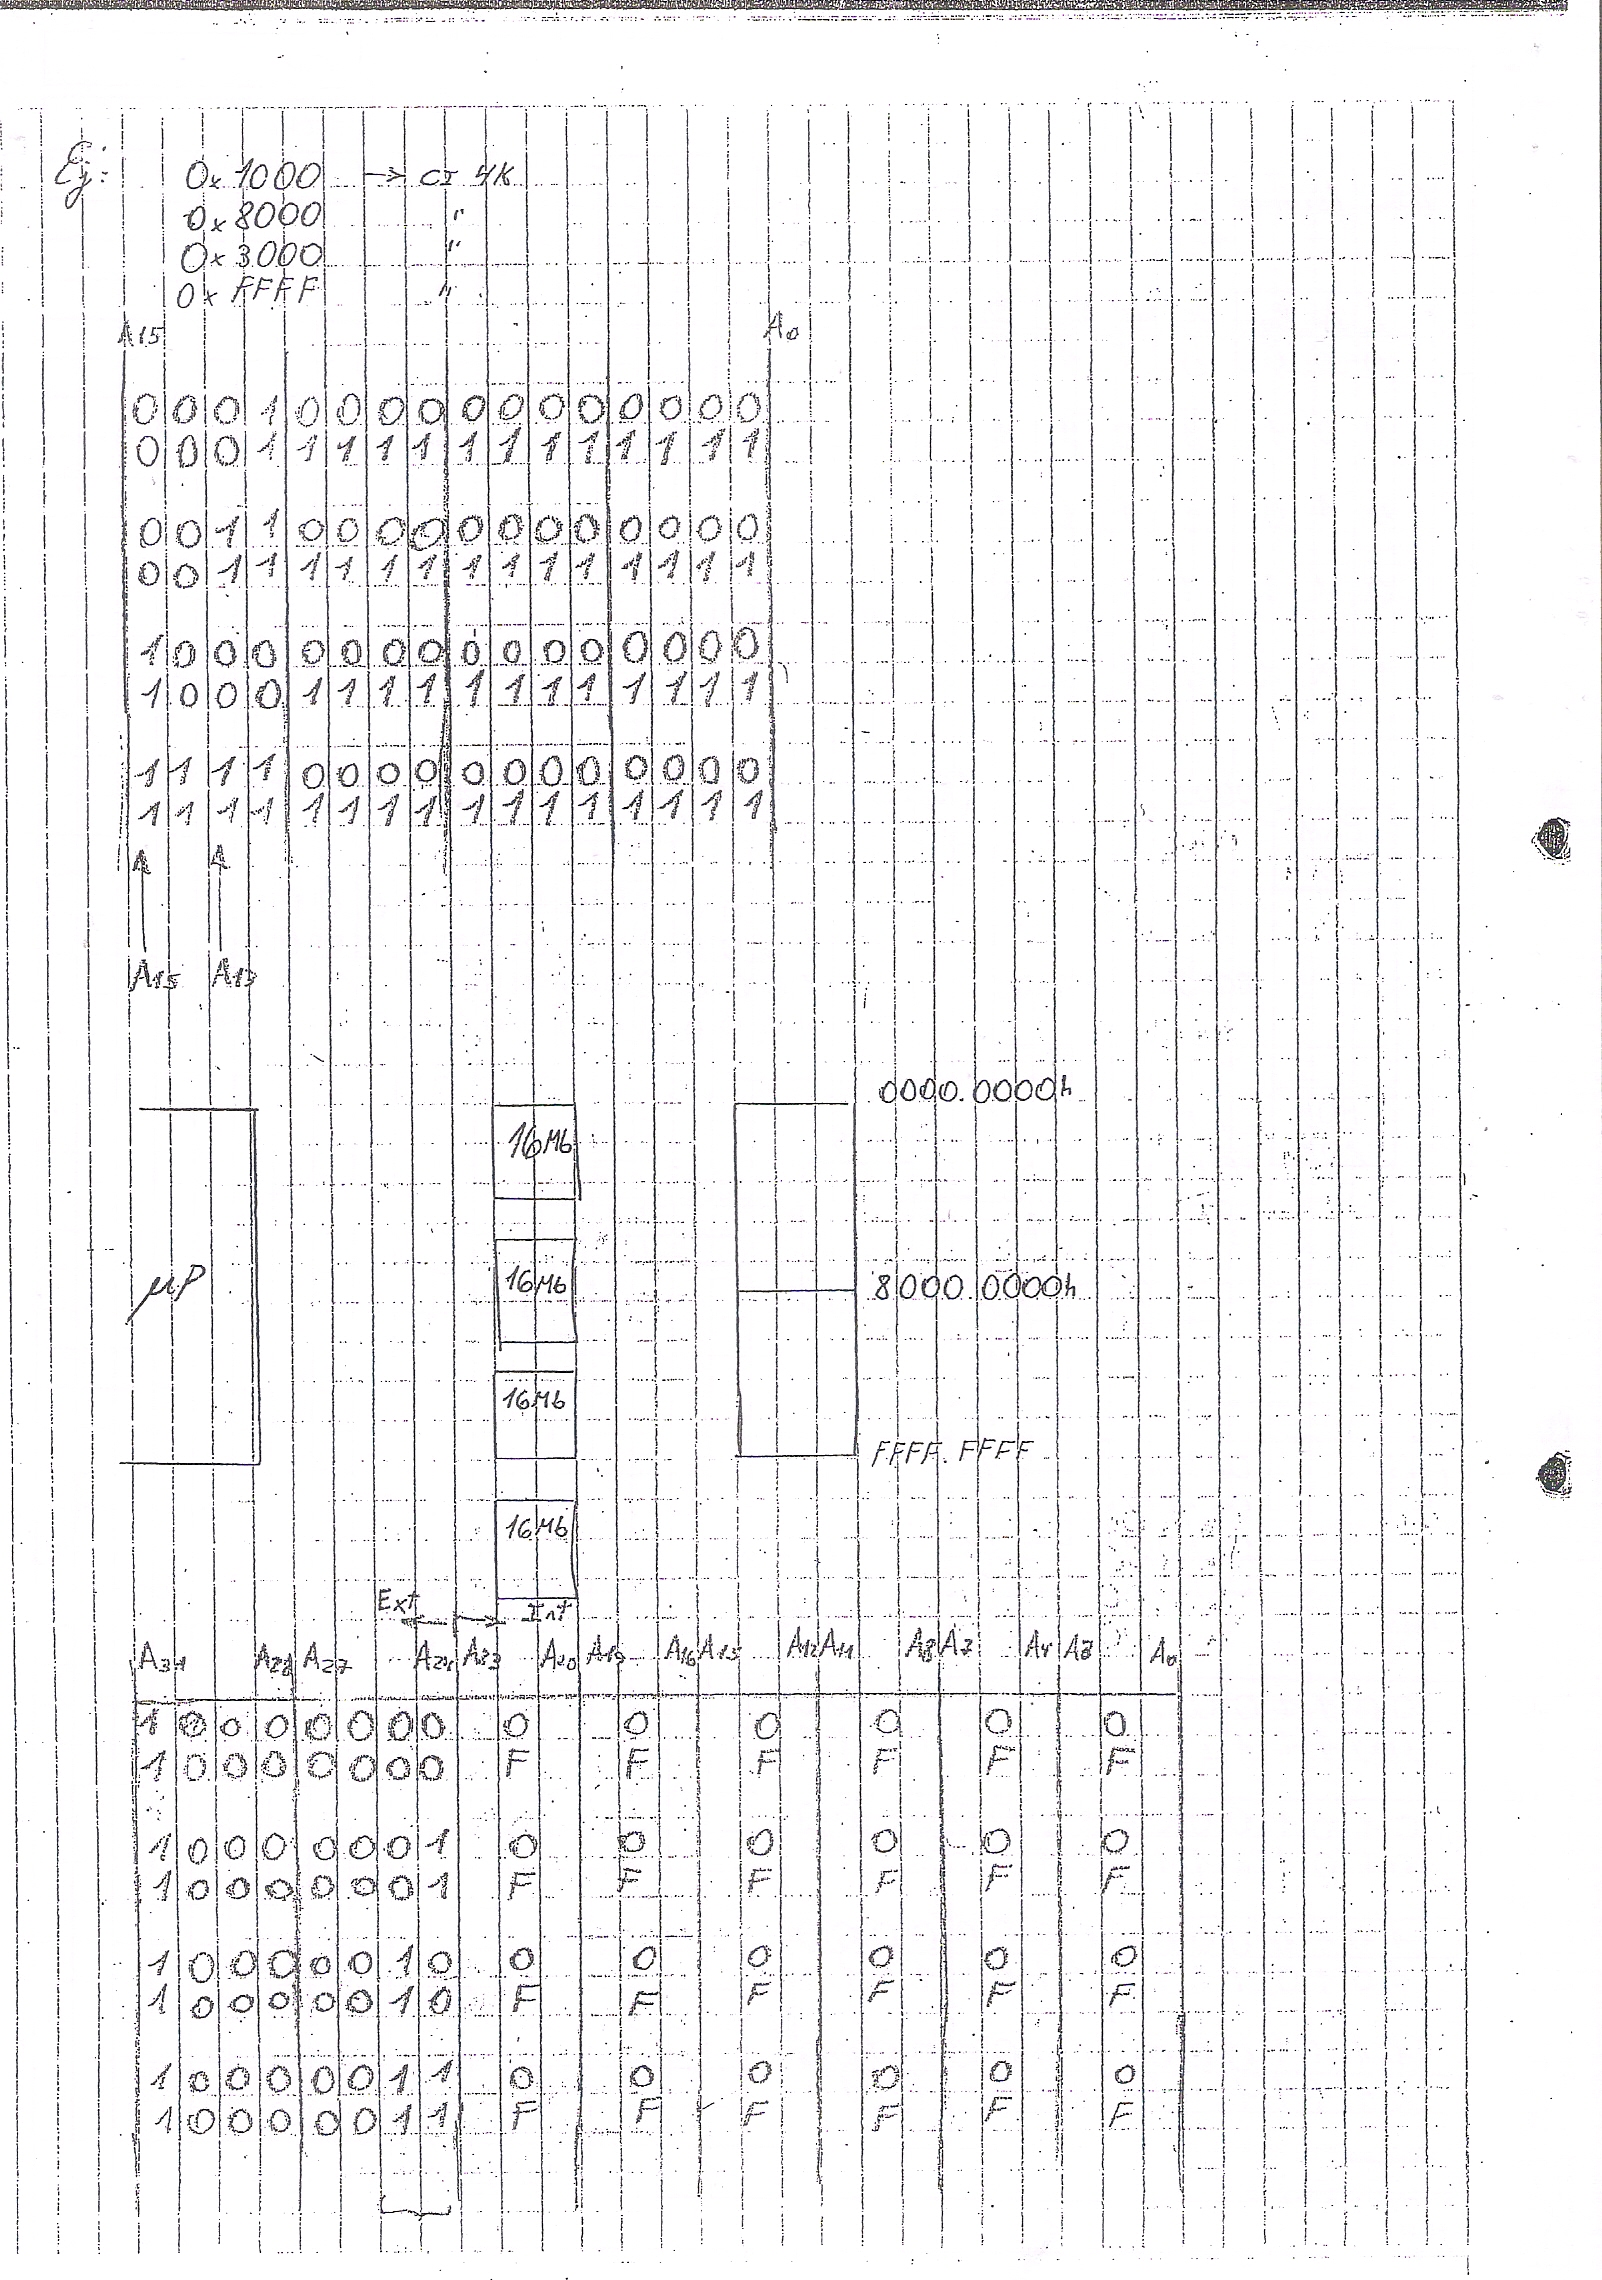 Ej: 0x1000 → CI 4K
0x8000 "
0x3000 "
0xFFFF "
A15 A0
0 0 0 1 0 0 0 0 0 0 0 0 0 0 0 0
0 0 0 1 1 1 1 1 1 1 1 1 1 1 1 1
0 0 1 1 0 0 0 0 0 0 0 0 0 0 0 0
0 0 1 1 1 1 1 1 1 1 1 1 1 1 1 1
1 0 0 0 0 0 0 0 0 0 0 0 0 0 0 0
1 0 0 0 1 1 1 1 1 1 1 1 1 1 1 1
1 1 1 1 0 0 0 0 0 0 0 0 0 0 0 0
1 1 1 1 1 1 1 1 1 1 1 1 1 1 1 1
A15 A13
0000.0000h
16Mb
μP
16Mb
8000.0000h
16Mb
FFFF.FFFF
16Mb
Ext Int
A31 A28 A27 A24 A23 A20 A19 A16 A15 A12 A11 A8 A7 A4 A3 A0
1 0 0 0 0 0 0 0 0 0 0 0 0 0
1 0 0 0 0 0 0 0 F F F F F F
1 0 0 0 0 0 0 1 0 0 0 0 0 0
1 0 0 0 0 0 0 1 F F F F F F
1 0 0 0 0 0 1 0 0 0 0 0 0 0
1 0 0 0 0 0 1 0 F F F F F F
1 0 0 0 0 0 1 1 0 0 0 0 0 0
1 0 0 0 0 0 1 1 F F F F F F